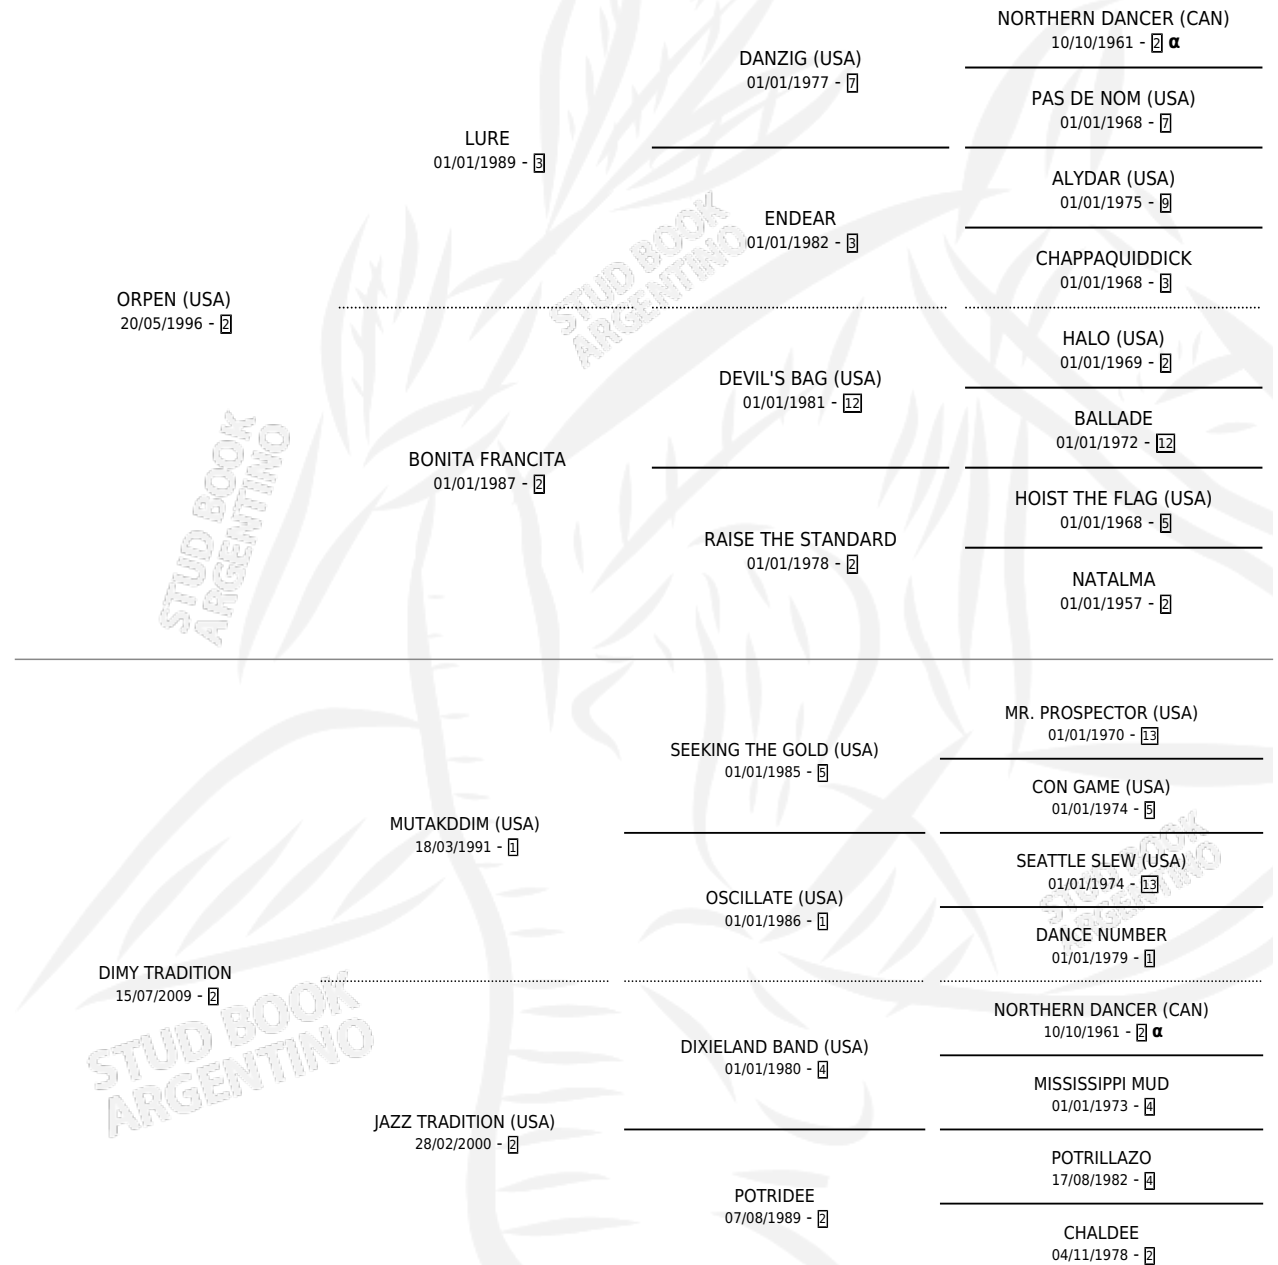 NORTHERN DANCER (CAN)
10/10/1961 - 2 α
DANZIG (USA)
01/01/1977 - 7
PAS DE NOM (USA)
01/01/1968 - 7
LURE
01/01/1989 - 3
ALYDAR (USA)
01/01/1975 - 9
ENDEAR
01/01/1982 - 3
CHAPPAQUIDDICK
01/01/1968 - 3
ORPEN (USA)
20/05/1996 - 2
STUD BOOK
ARGENTINO
HALO (USA)
01/01/1969 - 2
DEVIL'S BAG (USA)
01/01/1981 - 12
BALLADE
01/01/1972 - 12
BONITA FRANCITA
01/01/1987 - 2
HOIST THE FLAG (USA)
01/01/1968 - 5
RAISE THE STANDARD
01/01/1978 - 2
NATALMA
01/01/1957 - 2
STUD BOOK
ARGENTINO
MR. PROSPECTOR (USA)
01/01/1970 - 13
SEEKING THE GOLD (USA)
01/01/1985 - 5
CON GAME (USA)
01/01/1974 - 5
MUTAKDDIM (USA)
18/03/1991 - 1
SEATTLE SLEW (USA)
01/01/1974 - 13
OSCILLATE (USA)
01/01/1986 - 1
DANCE NUMBER
01/01/1979 - 1
STUD BOOK
ARGENTINO
DIMY TRADITION
15/07/2009 - 2
NORTHERN DANCER (CAN)
10/10/1961 - 2 α
DIXIELAND BAND (USA)
01/01/1980 - 4
MISSISSIPPI MUD
01/01/1973 - 4
STUD BOOK
ARGENTINO
JAZZ TRADITION (USA)
28/02/2000 - 2
POTRILLAZO
17/08/1982 - 4
POTRIDEE
07/08/1989 - 2
CHALDEE
04/11/1978 - 2